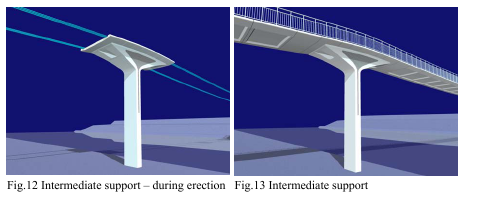 Fig.12 Intermediate support – during erection
Fig.13 Intermediate support